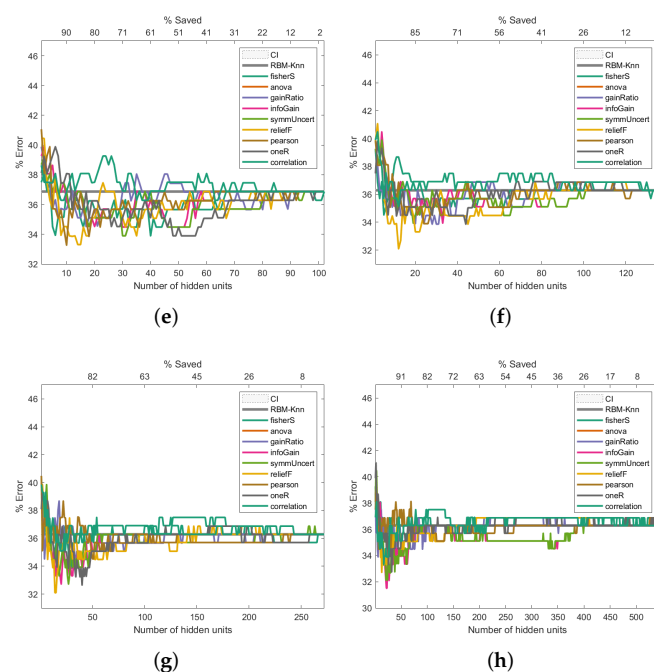 % Saved
90 80 71 61 51 41 31 22 12 2
46
44
42
40
38
36
34
32
% Error
CI
RBM-Knn
fisherS
anova
gainRatio
infoGain
symmUncert
reliefF
pearson
oneR
correlation
10 20 30 40 50 60 70 80 90 100
Number of hidden units
(e)
% Saved
85 71 56 41 26 12
46
44
42
40
38
36
34
32
% Error
CI
RBM-Knn
fisherS
anova
gainRatio
infoGain
symmUncert
reliefF
pearson
oneR
correlation
20 40 60 80 100 120
Number of hidden units
(f)
% Saved
82 63 45 26 8
46
44
42
40
38
36
34
32
% Error
CI
RBM-Knn
fisherS
anova
gainRatio
infoGain
symmUncert
reliefF
pearson
oneR
correlation
50 100 150 200 250
Number of hidden units
(g)
% Saved
91 82 72 63 54 45 36 26 17 8
46
44
42
40
38
36
34
32
30
% Error
CI
RBM-Knn
fisherS
anova
gainRatio
infoGain
symmUncert
reliefF
pearson
oneR
correlation
50 100 150 200 250 300 350 400 450 500
Number of hidden units
(h)